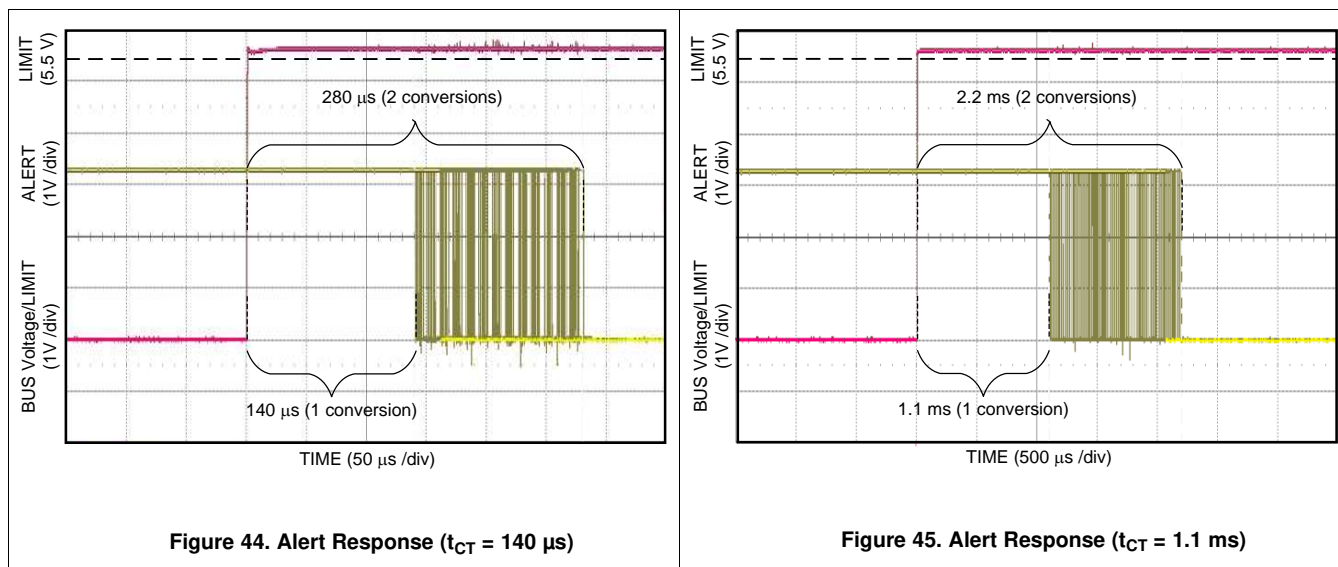 LIMIT
(5.5 V)
ALERT
(1V /div)
BUS Voltage/LIMIT
(1V /div)
280 μs (2 conversions)
140 μs (1 conversion)
TIME (50 μs /div)
Figure 44. Alert Response (tCT = 140 μs)
LIMIT
(5.5 V)
ALERT
(1V /div)
BUS Voltage/LIMIT
(1V /div)
2.2 ms (2 conversions)
1.1 ms (1 conversion)
TIME (500 μs /div)
Figure 45. Alert Response (tCT = 1.1 ms)